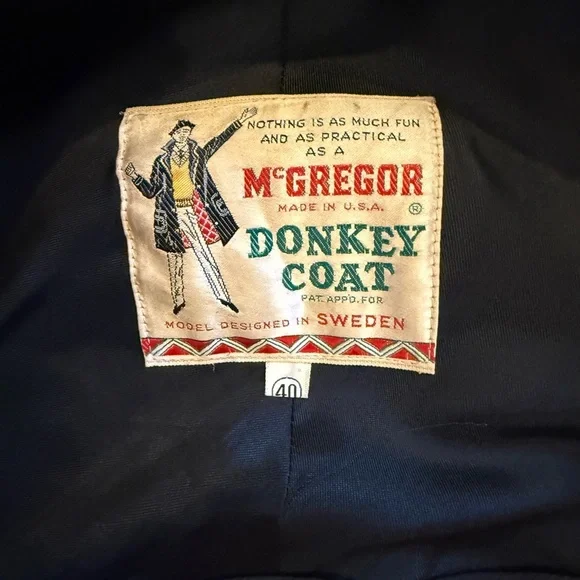 NOTHING IS AS MUCH FUN
AND AS PRACTICAL
AS A
McGREGOR
MADE IN U.S.A. ®
DONKEY
COAT
PAT. APP'D. FOR
MODEL DESIGNED IN SWEDEN
40